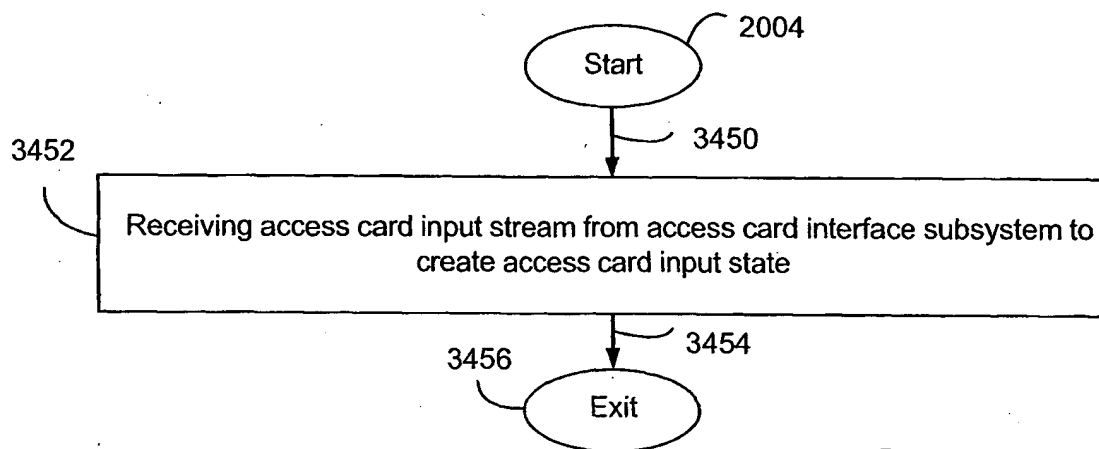 2004
Start
3450
3452
Receiving access card input stream from access card interface subsystem to
create access card input state
3454
3456
Exit